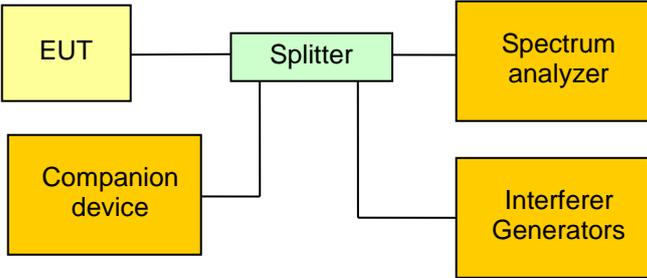 EUT
Splitter
Spectrum
analyzer
Companion
device
Interferer
Generators